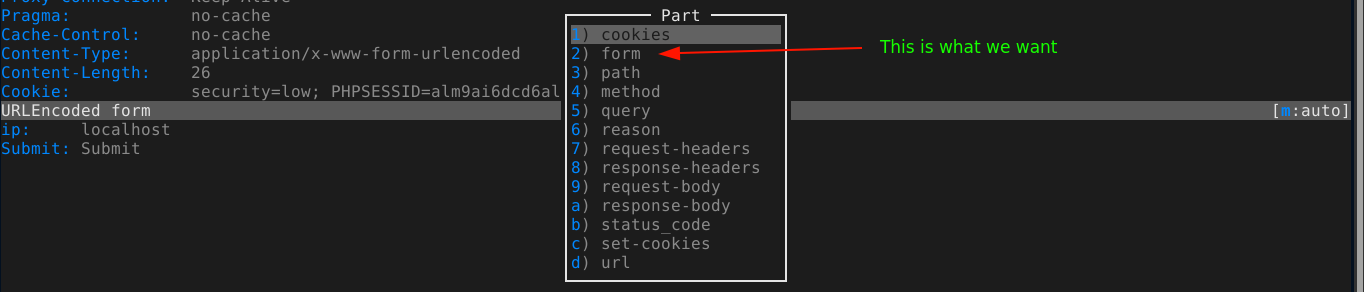 Proxy-Connection: Keep-Alive
Pragma: no-cache
Cache-Control: no-cache
Content-Type: application/x-www-form-urlencoded
Content-Length: 26
Cookie: security=low; PHPSESSID=alm9ai6dcd6al
URLEncoded form [m:auto]
ip: localhost
Submit: Submit
Part
1) cookies
2) form
3) path
4) method
5) query
6) reason
7) request-headers
8) response-headers
9) request-body
a) response-body
b) status_code
c) set-cookies
d) url
This is what we want